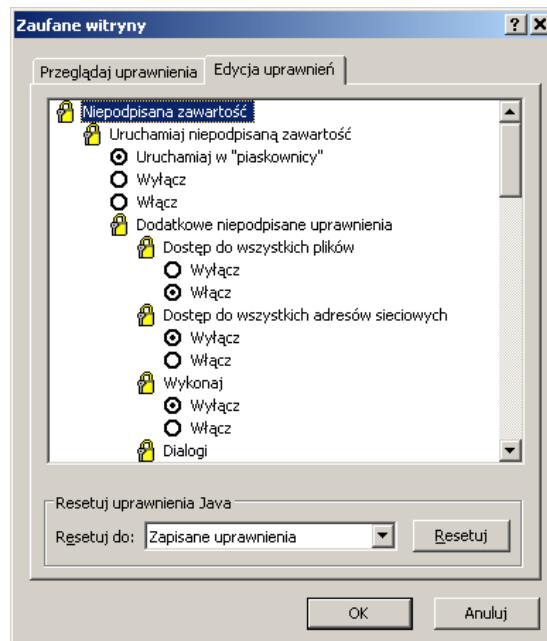 Zaufane witryny
Przeglądaj uprawnienia Edycja uprawnień
Niepodpisana zawartość
Uruchamiaj niepodpisaną zawartość
Uruchamiaj w "piaskownicy"
Wyłącz
Włącz
Dodatkowe niepodpisane uprawnienia
Dostęp do wszystkich plików
Wyłącz
Włącz
Dostęp do wszystkich adresów sieciowych
Wyłącz
Włącz
Wykonaj
Wyłącz
Włącz
Dialogi
Resetuj uprawnienia Java
Resetuj do: Zapisane uprawnienia Resetuj
OK Anuluj